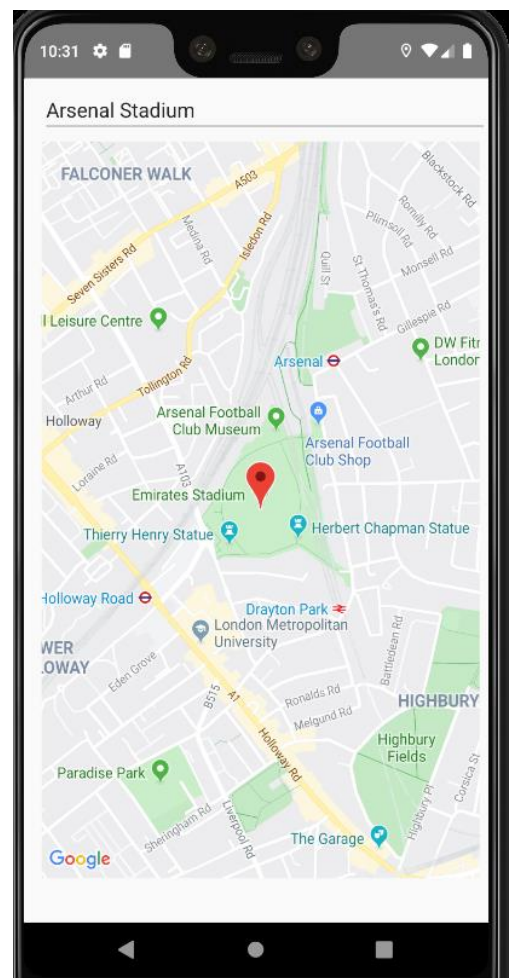 10:31
Arsenal Stadium
FALCONER WALK
A503
Blackstock Rd
Medina Rd
Isledon Rd
Romilly Rd
Plimsoll Rd
Monsell Rd
Seven Sisters Rd
Quill St
St Thomas's Rd
Gillespie Rd
l Leisure Centre
DW Fitr
London
Arsenal
Tollington Rd
Arthur Rd
Holloway
Arsenal Football
Club Museum
Arsenal Football
Club Shop
Loraine Rd
A103
Emirates Stadium
Thierry Henry Statue
Herbert Chapman Statue
Holloway Road
Drayton Park
London Metropolitan
University
WER
LOWAY
Eden Grove
Battledean Rd
B515
A1
Ronalds Rd
HIGHBURY
Melgund Rd
Holloway Rd
Highbury
Fields
Paradise Park
Corsica St
Highbury Pl
Sheringham Rd
Liverpool Rd
The Garage
Google